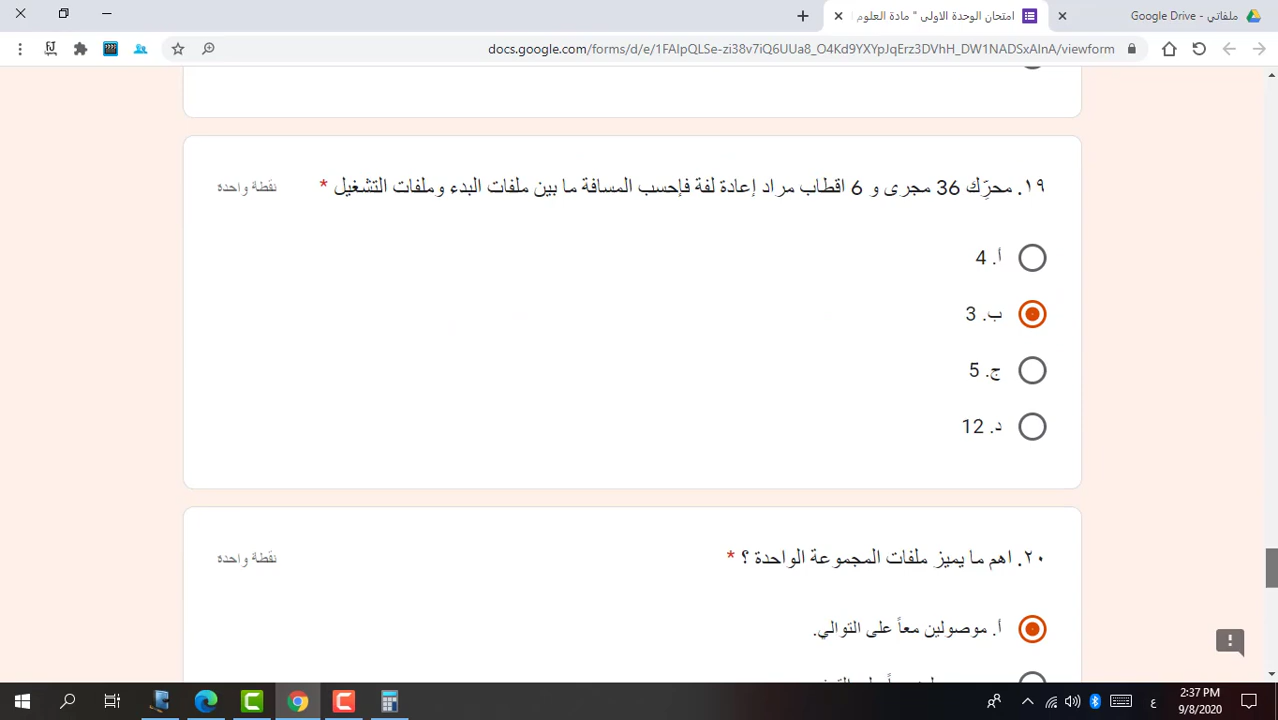 ملفاتي - Google Drive
امتحان الوحدة الاولى " مادة العلوم
docs.google.com/forms/d/e/1FAIpQLSe-zi38v7iQ6UUa8_O4Kd9YXYpJqErz3DVhH_DW1NADSxAlnA/viewform
١٩. محرّك 36 مجرى و 6 اقطاب مراد إعادة لفة فإحسب المسافة ما بين ملفات البدء وملفات التشغيل *
نقطة واحدة
أ. 4
ب. 3
ج. 5
د. 12
٢٠. اهم ما يميز ملفات المجموعة الواحدة ؟ *
نقطة واحدة
أ. موصولين معاً على التوالي.
ع
2:37 PM
9/8/2020